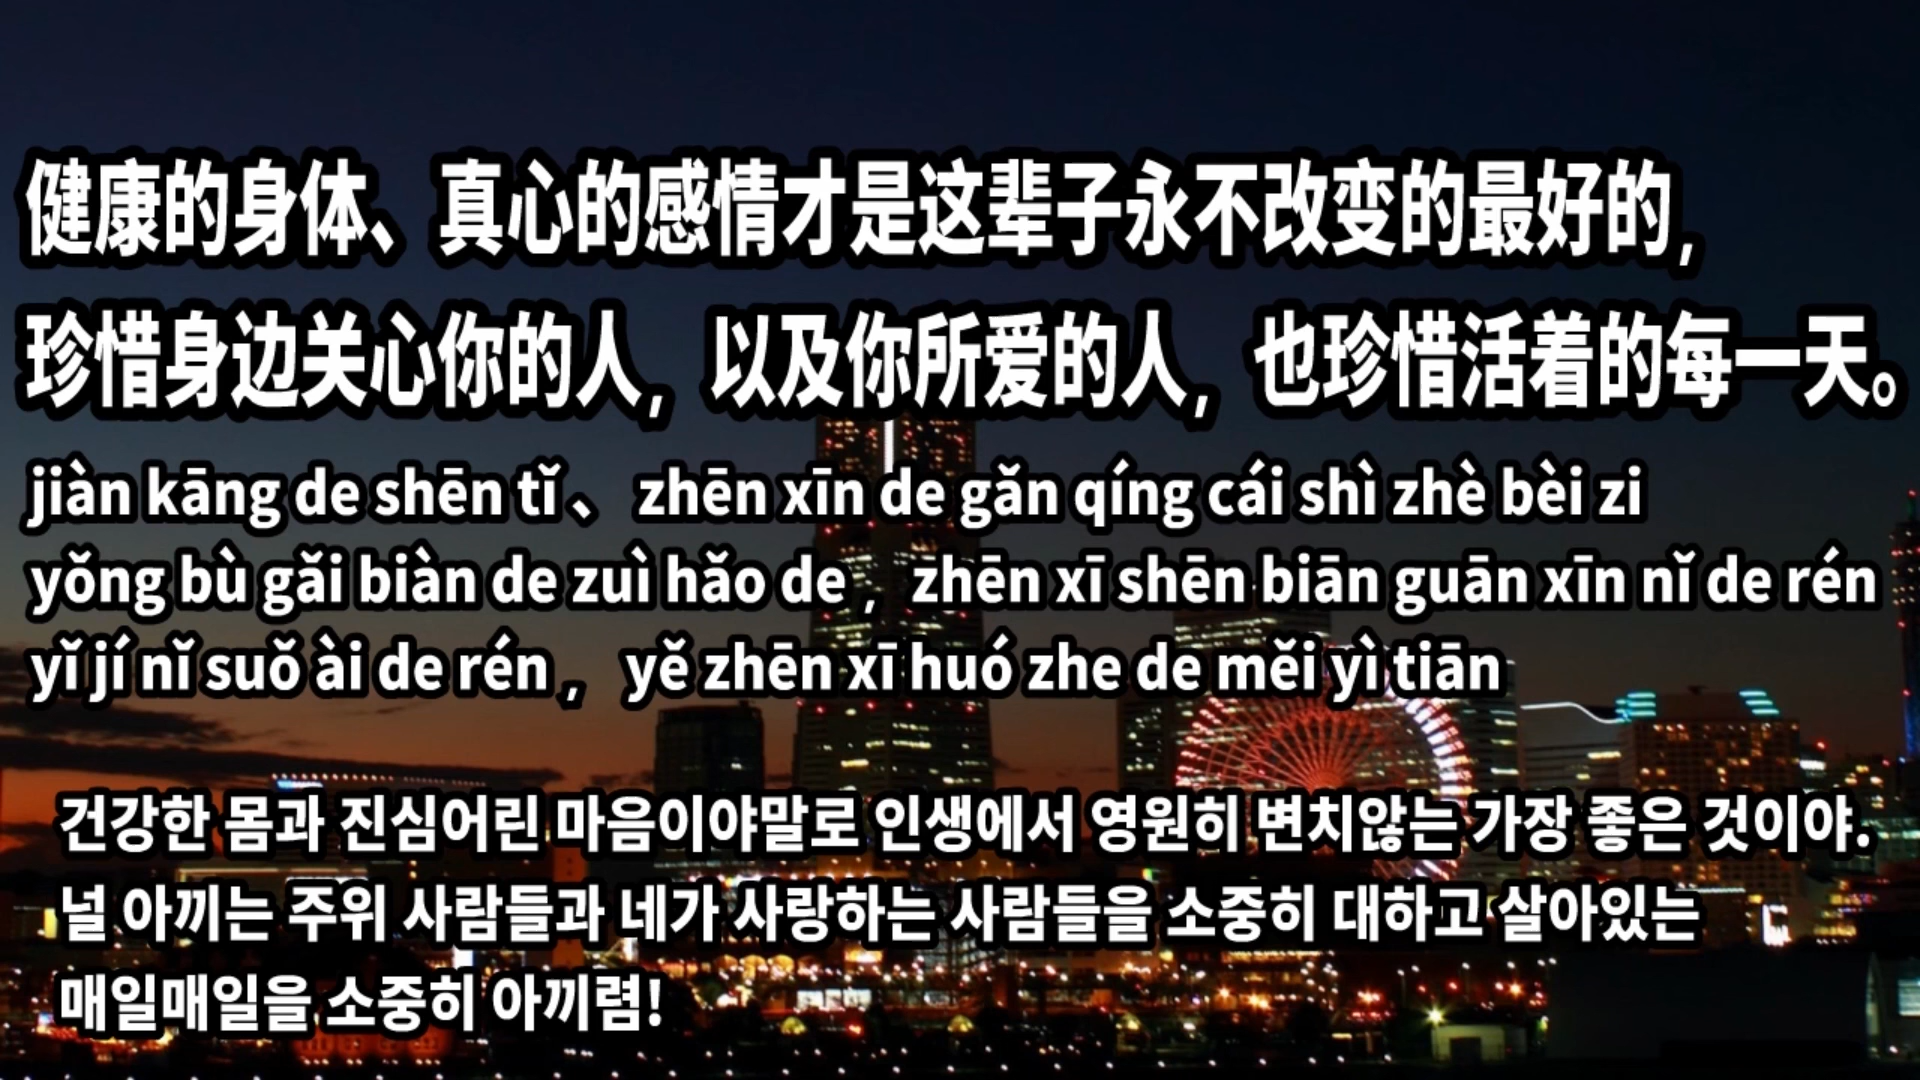 健康的身体、真心的感情才是这辈子永不改变的最好的，
珍惜身边关心你的人，以及你所爱的人，也珍惜活着的每一天。
jiàn kāng de shēn tǐ 、 zhēn xīn de gǎn qíng cái shì zhè bèi zi
yǒng bù gǎi biàn de zuì hǎo de ， zhēn xī shēn biān guān xīn nǐ de rén
yǐ jí nǐ suǒ ài de rén ， yě zhēn xī huó zhe de měi yì tiān
건강한 몸과 진심어린 마음이야말로 인생에서 영원히 변치않는 가장 좋은 것이야.
널 아끼는 주위 사람들과 네가 사랑하는 사람들을 소중히 대하고 살아있는
매일매일을 소중히 아끼렴!